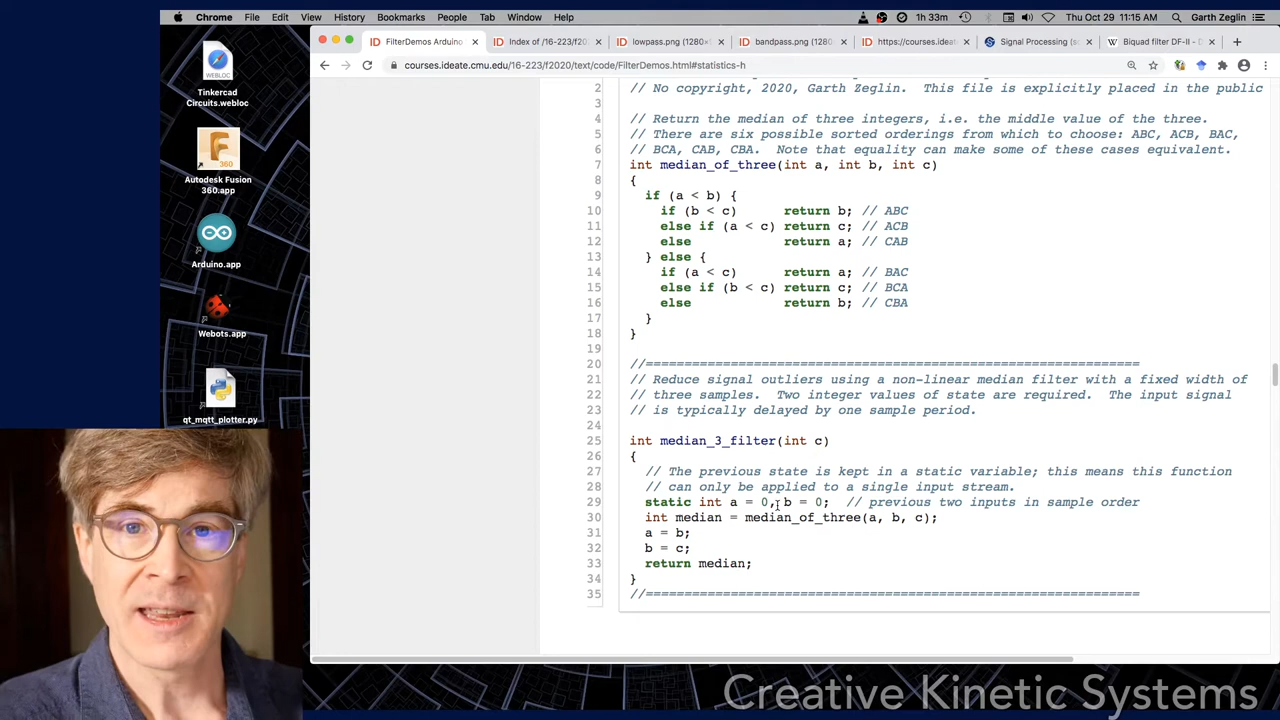 Chrome File Edit View History Bookmarks People Tab Window Help
1h 33m
Thu Oct 29 11:15 AM
Garth Zeglin
FilterDemos Arduino
Index of /16-223/f20
lowpass.png (1280×
bandpass.png (1280
https://courses.ideat
Signal Processing (sc
Biquad filter DF-II -
courses.ideate.cmu.edu/16-223/f2020/text/code/FilterDemos.html#statistics-h
Tinkercad
Circuits.webloc
WEBLOC
Autodesk Fusion
360.app
360
Arduino.app
Webots.app
qt_mqtt_plotter.py
2 // No copyright, 2020, Garth Zeglin. This file is explicitly placed in the public
3
4 // Return the median of three integers, i.e. the middle value of the three.
5 // There are six possible sorted orderings from which to choose: ABC, ACB, BAC,
6 // BCA, CAB, CBA. Note that equality can make some of these cases equivalent.
7 int median_of_three(int a, int b, int c)
8 {
9 if (a < b) {
10 if (b < c) return b; // ABC
11 else if (a < c) return c; // ACB
12 else return a; // CAB
13 } else {
14 if (a < c) return a; // BAC
15 else if (b < c) return c; // BCA
16 else return b; // CBA
17 }
18 }
19
20 //================================================================
21 // Reduce signal outliers using a non-linear median filter with a fixed width of
22 // three samples. Two integer values of state are required. The input signal
23 // is typically delayed by one sample period.
24
25 int median_3_filter(int c)
26 {
27 // The previous state is kept in a static variable; this means this function
28 // can only be applied to a single input stream.
29 static int a = 0, b = 0; // previous two inputs in sample order
30 int median = median_of_three(a, b, c);
31 a = b;
32 b = c;
33 return median;
34 }
35 //================================================================
Creative Kinetic Systems